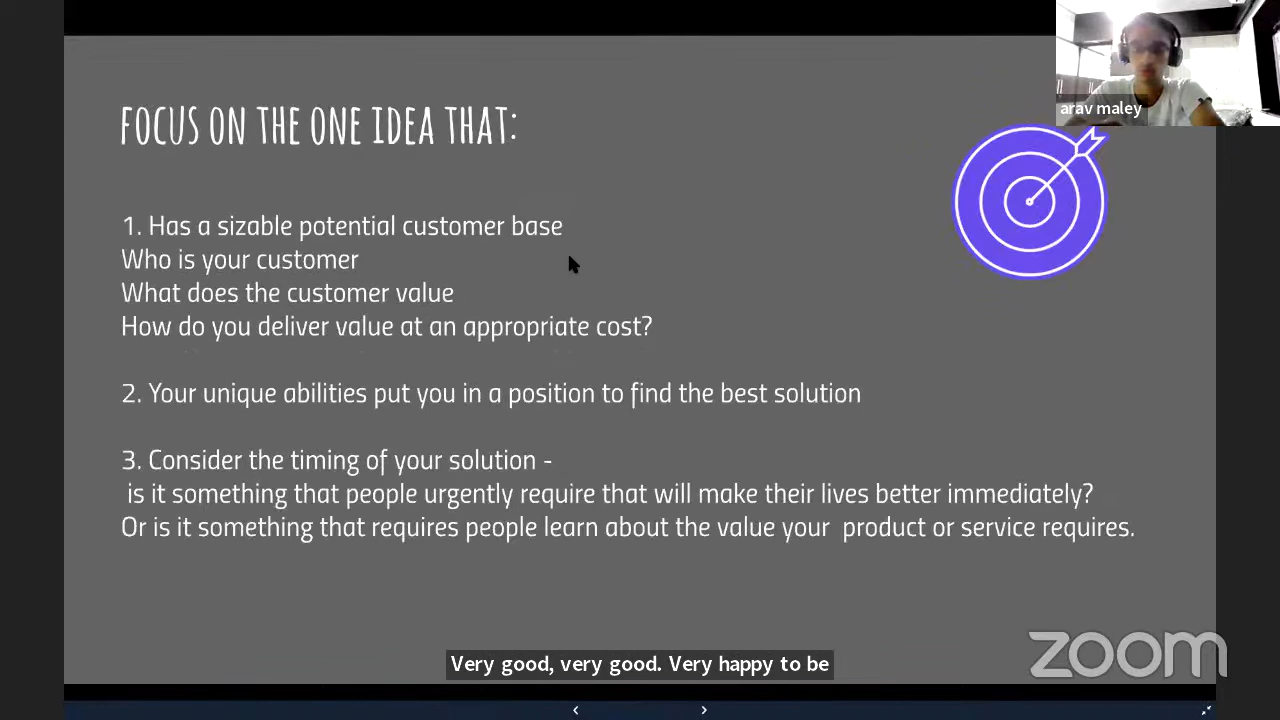 arav maley
FOCUS ON THE ONE IDEA THAT:
1. Has a sizable potential customer base
Who is your customer
What does the customer value
How do you deliver value at an appropriate cost?
2. Your unique abilities put you in a position to find the best solution
3. Consider the timing of your solution -
is it something that people urgently require that will make their lives better immediately?
Or is it something that requires people learn about the value your product or service requires.
Very good, very good. Very happy to be
zoom